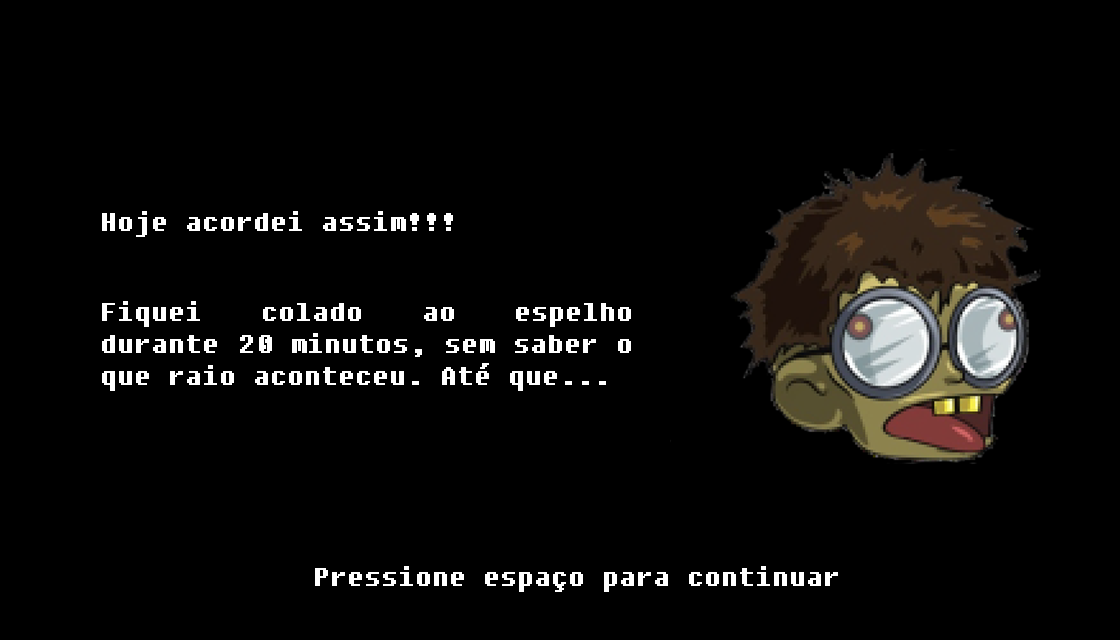 Hoje acordei assim!!!
Fiquei colado ao espelho
durante 20 minutos, sem saber o
que raio aconteceu. Até que...
Pressione espaço para continuar